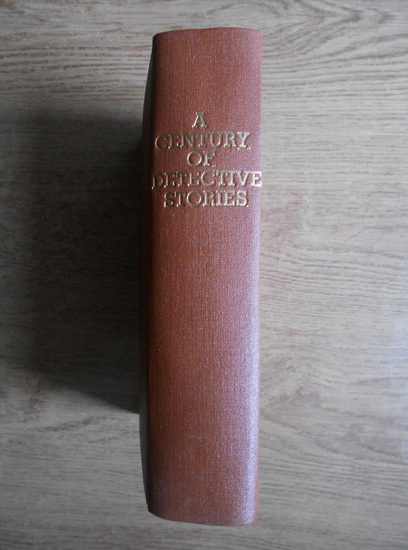 A
CENTURY
OF
DETECTIVE
STORIES